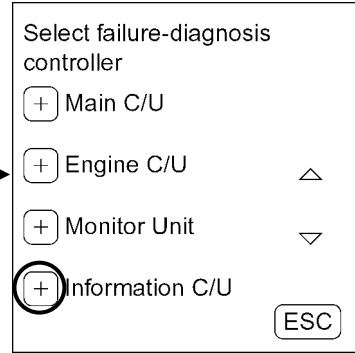 Select failure-diagnosis
controller
+ Main C/U
+ Engine C/U
+ Monitor Unit
+ Information C/U
ESC